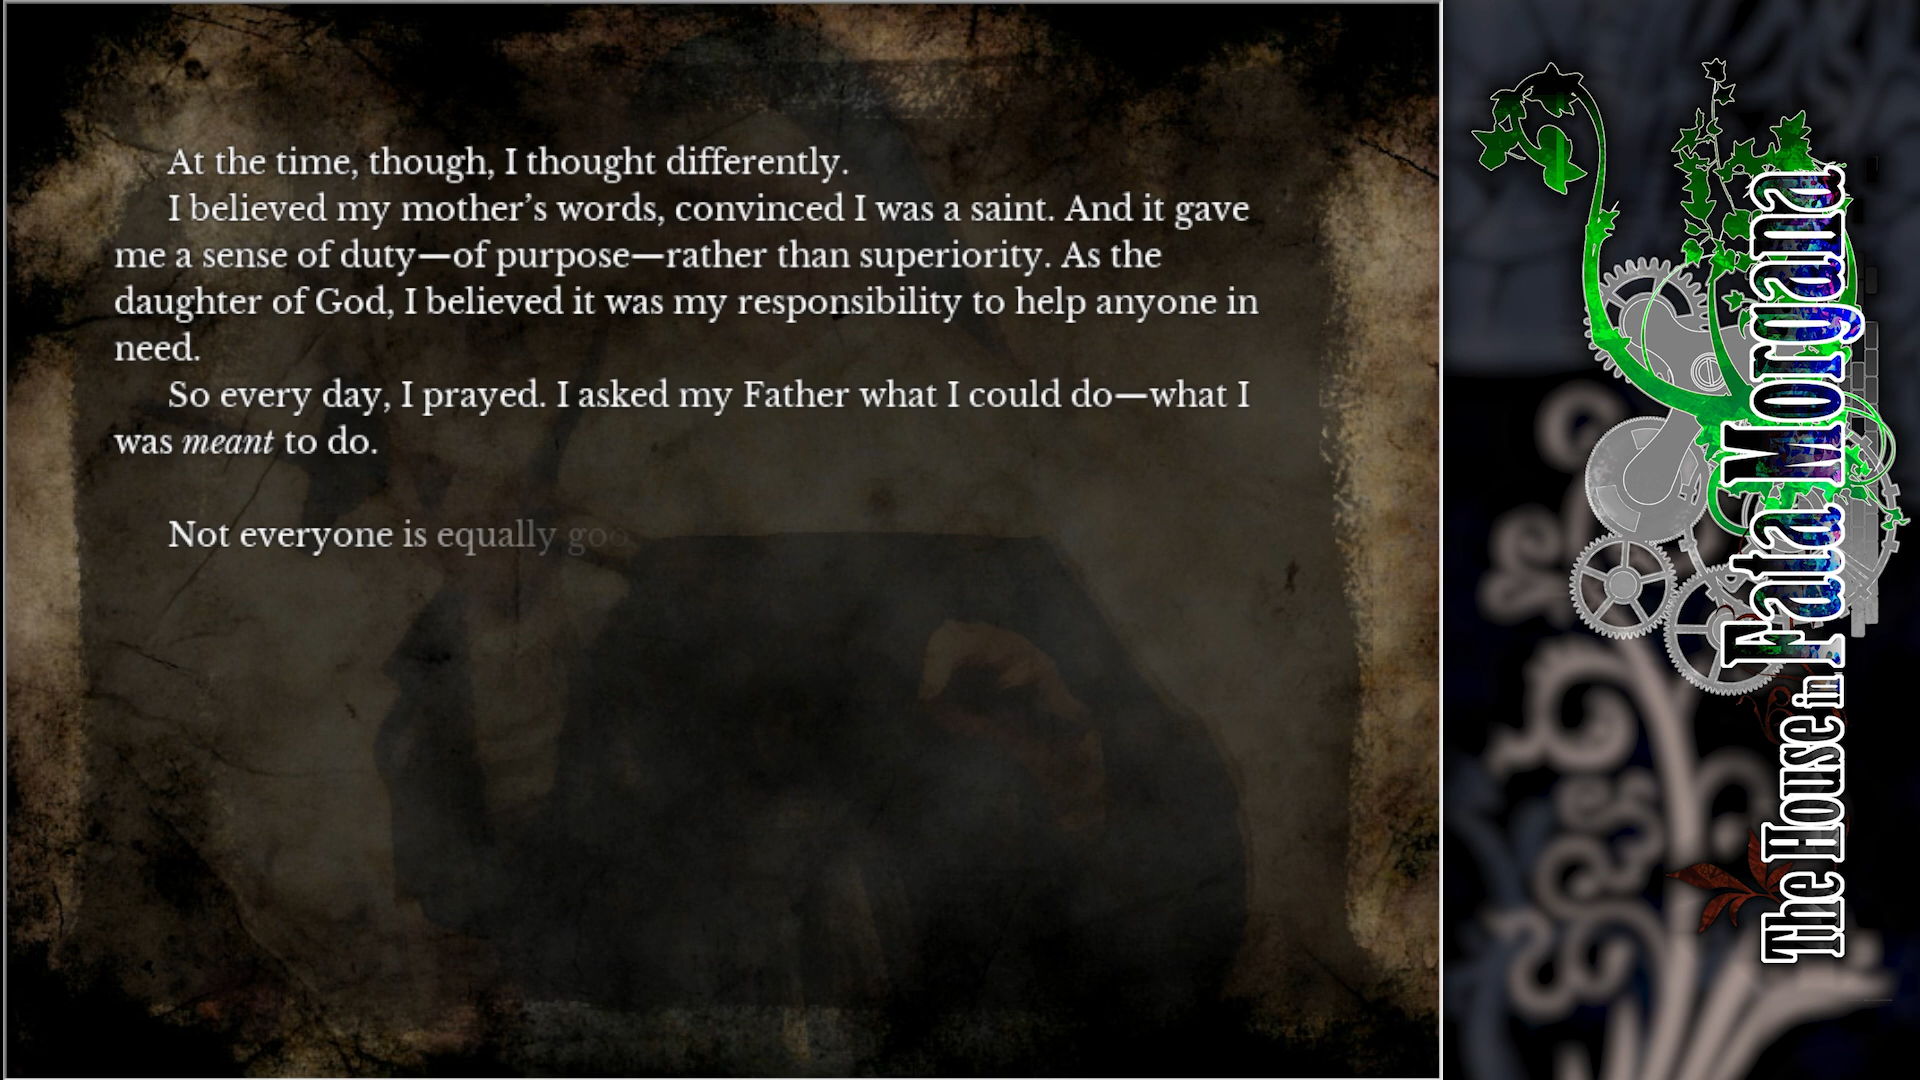 At the time, though, I thought differently.
I believed my mother’s words, convinced I was a saint. And it gave
me a sense of duty—of purpose—rather than superiority. As the
daughter of God, I believed it was my responsibility to help anyone in
need.
So every day, I prayed. I asked my Father what I could do—what I
was meant to do.
Not everyone is equally
The House in Fata Morgana